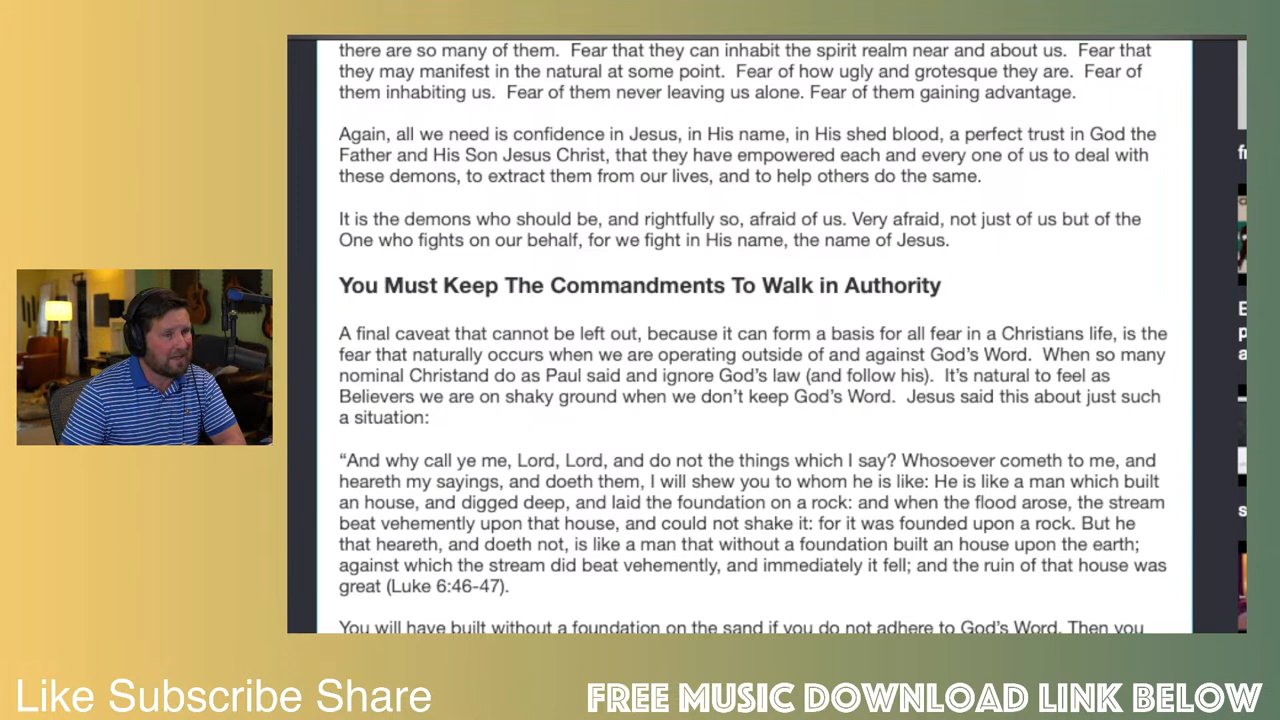 there are so many of them.  Fear that they can inhabit the spirit realm near and about us.  Fear that
they may manifest in the natural at some point.  Fear of how ugly and grotesque they are.  Fear of
them inhabiting us.  Fear of them never leaving us alone. Fear of them gaining advantage.
Again, all we need is confidence in Jesus, in His name, in His shed blood, a perfect trust in God the
Father and His Son Jesus Christ, that they have empowered each and every one of us to deal with
these demons, to extract them from our lives, and to help others do the same.
It is the demons who should be, and rightfully so, afraid of us. Very afraid, not just of us but of the
One who fights on our behalf, for we fight in His name, the name of Jesus.
You Must Keep The Commandments To Walk in Authority
A final caveat that cannot be left out, because it can form a basis for all fear in a Christians life, is the
fear that naturally occurs when we are operating outside of and against God’s Word.  When so many
nominal Christand do as Paul said and ignore God’s law (and follow his).  It’s natural to feel as
Believers we are on shaky ground when we don’t keep God’s Word.  Jesus said this about just such
a situation:
“And why call ye me, Lord, Lord, and do not the things which I say? Whosoever cometh to me, and
heareth my sayings, and doeth them, I will shew you to whom he is like: He is like a man which built
an house, and digged deep, and laid the foundation on a rock: and when the flood arose, the stream
beat vehemently upon that house, and could not shake it: for it was founded upon a rock. But he
that heareth, and doeth not, is like a man that without a foundation built an house upon the earth;
against which the stream did beat vehemently, and immediately it fell; and the ruin of that house was
great (Luke 6:46-47).
You will have built without a foundation on the sand if you do not adhere to God’s Word. Then you
Like Subscribe Share
FREE MUSIC DOWNLOAD LINK BELOW